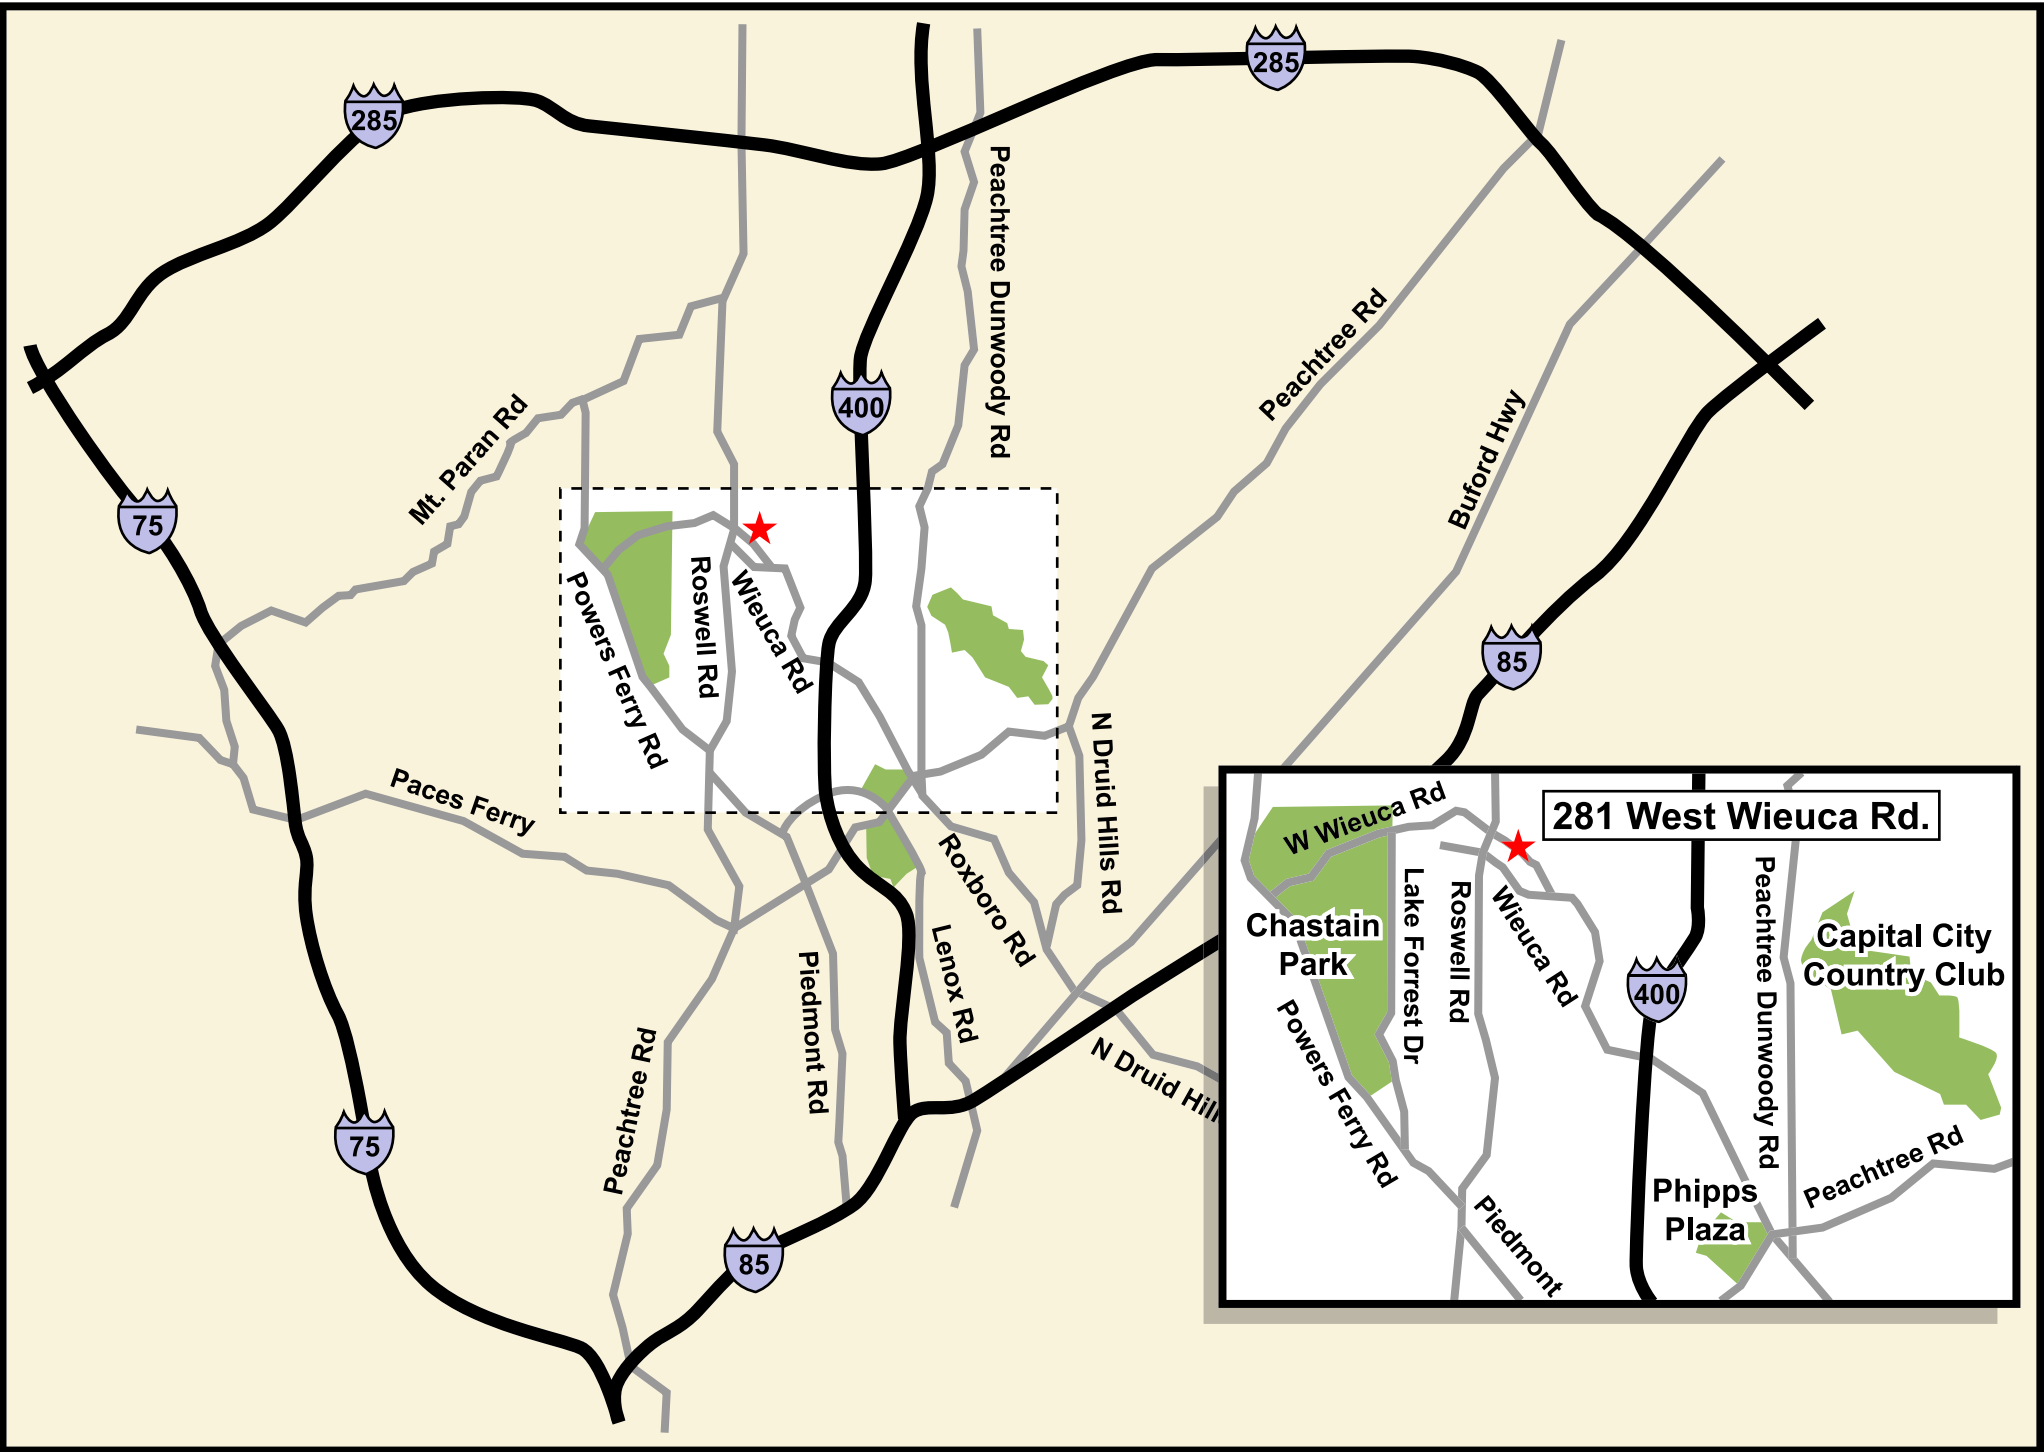 285
285
Peachtree Dunwoody Rd
400
Peachtree Rd
Buford Hwy
Mt. Paran Rd
75
Powers Ferry Rd
Roswell Rd
Wieuca Rd
85
N Druid Hills Rd
Paces Ferry
Roxboro Rd
Lenox Rd
Piedmont Rd
Peachtree Rd
N Druid Hill
75
85
281 West Wieuca Rd.
W Wieuca Rd
Chastain
Park
Lake Forrest Dr
Roswell Rd
Wieuca Rd
400
Peachtree Dunwoody Rd
Capital City
Country Club
Powers Ferry Rd
Phipps
Plaza
Peachtree Rd
Piedmont